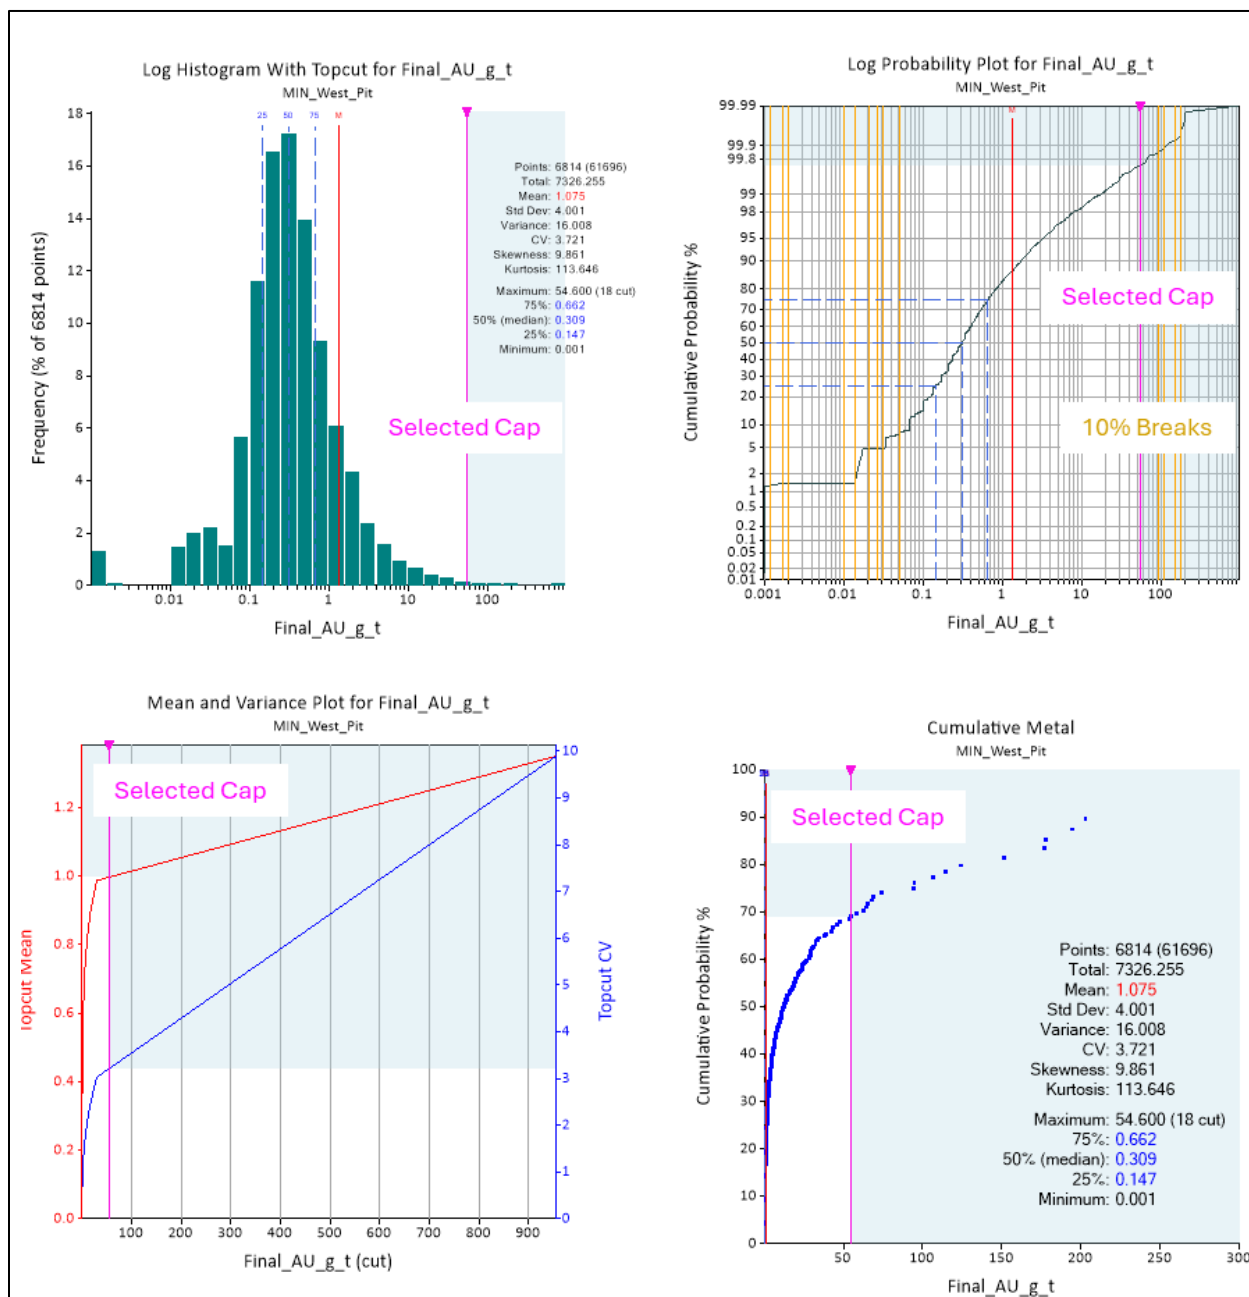 Log Histogram With Topcut for Final_AU_g_t
MIN_West_Pit
25 50 75 M
Frequency (% of 6814 points)
18
16
14
12
10
8
6
4
2
0
Points: 6814 (61696)
Total: 7326.255
Mean: 1.075
Std Dev: 4.001
Variance: 16.008
CV: 3.721
Skewness: 9.861
Kurtosis: 113.646
Maximum: 54.600 (18 cut)
75%: 0.662
50% (median): 0.309
25%: 0.147
Minimum: 0.001
Selected Cap
0.01 0.1 1 10 100
Final_AU_g_t
Log Probability Plot for Final_AU_g_t
MIN_West_Pit
M
Cumulative Probability %
99.99
99.9
99.8
99
98
95
90
80
70
60
50
40
30
20
10
5
2
1
0.5
0.2
0.1
0.05
0.02
0.01
Selected Cap
10% Breaks
0.001 0.01 0.1 1 10 100
Final_AU_g_t
Mean and Variance Plot for Final_AU_g_t
MIN_West_Pit
Selected Cap
Topcut Mean
1.2
1.0
0.8
0.6
0.4
0.2
0.0
Topcut CV
10
9
8
7
6
5
4
3
2
1
0
100 200 300 400 500 600 700 800 900
Final_AU_g_t (cut)
Cumulative Metal
MIN_West_Pit
Selected Cap
Cumulative Probability %
100
90
80
70
60
50
40
30
20
10
0
Points: 6814 (61696)
Total: 7326.255
Mean: 1.075
Std Dev: 4.001
Variance: 16.008
CV: 3.721
Skewness: 9.861
Kurtosis: 113.646
Maximum: 54.600 (18 cut)
75%: 0.662
50% (median): 0.309
25%: 0.147
Minimum: 0.001
50 100 150 200 250 300
Final_AU_g_t